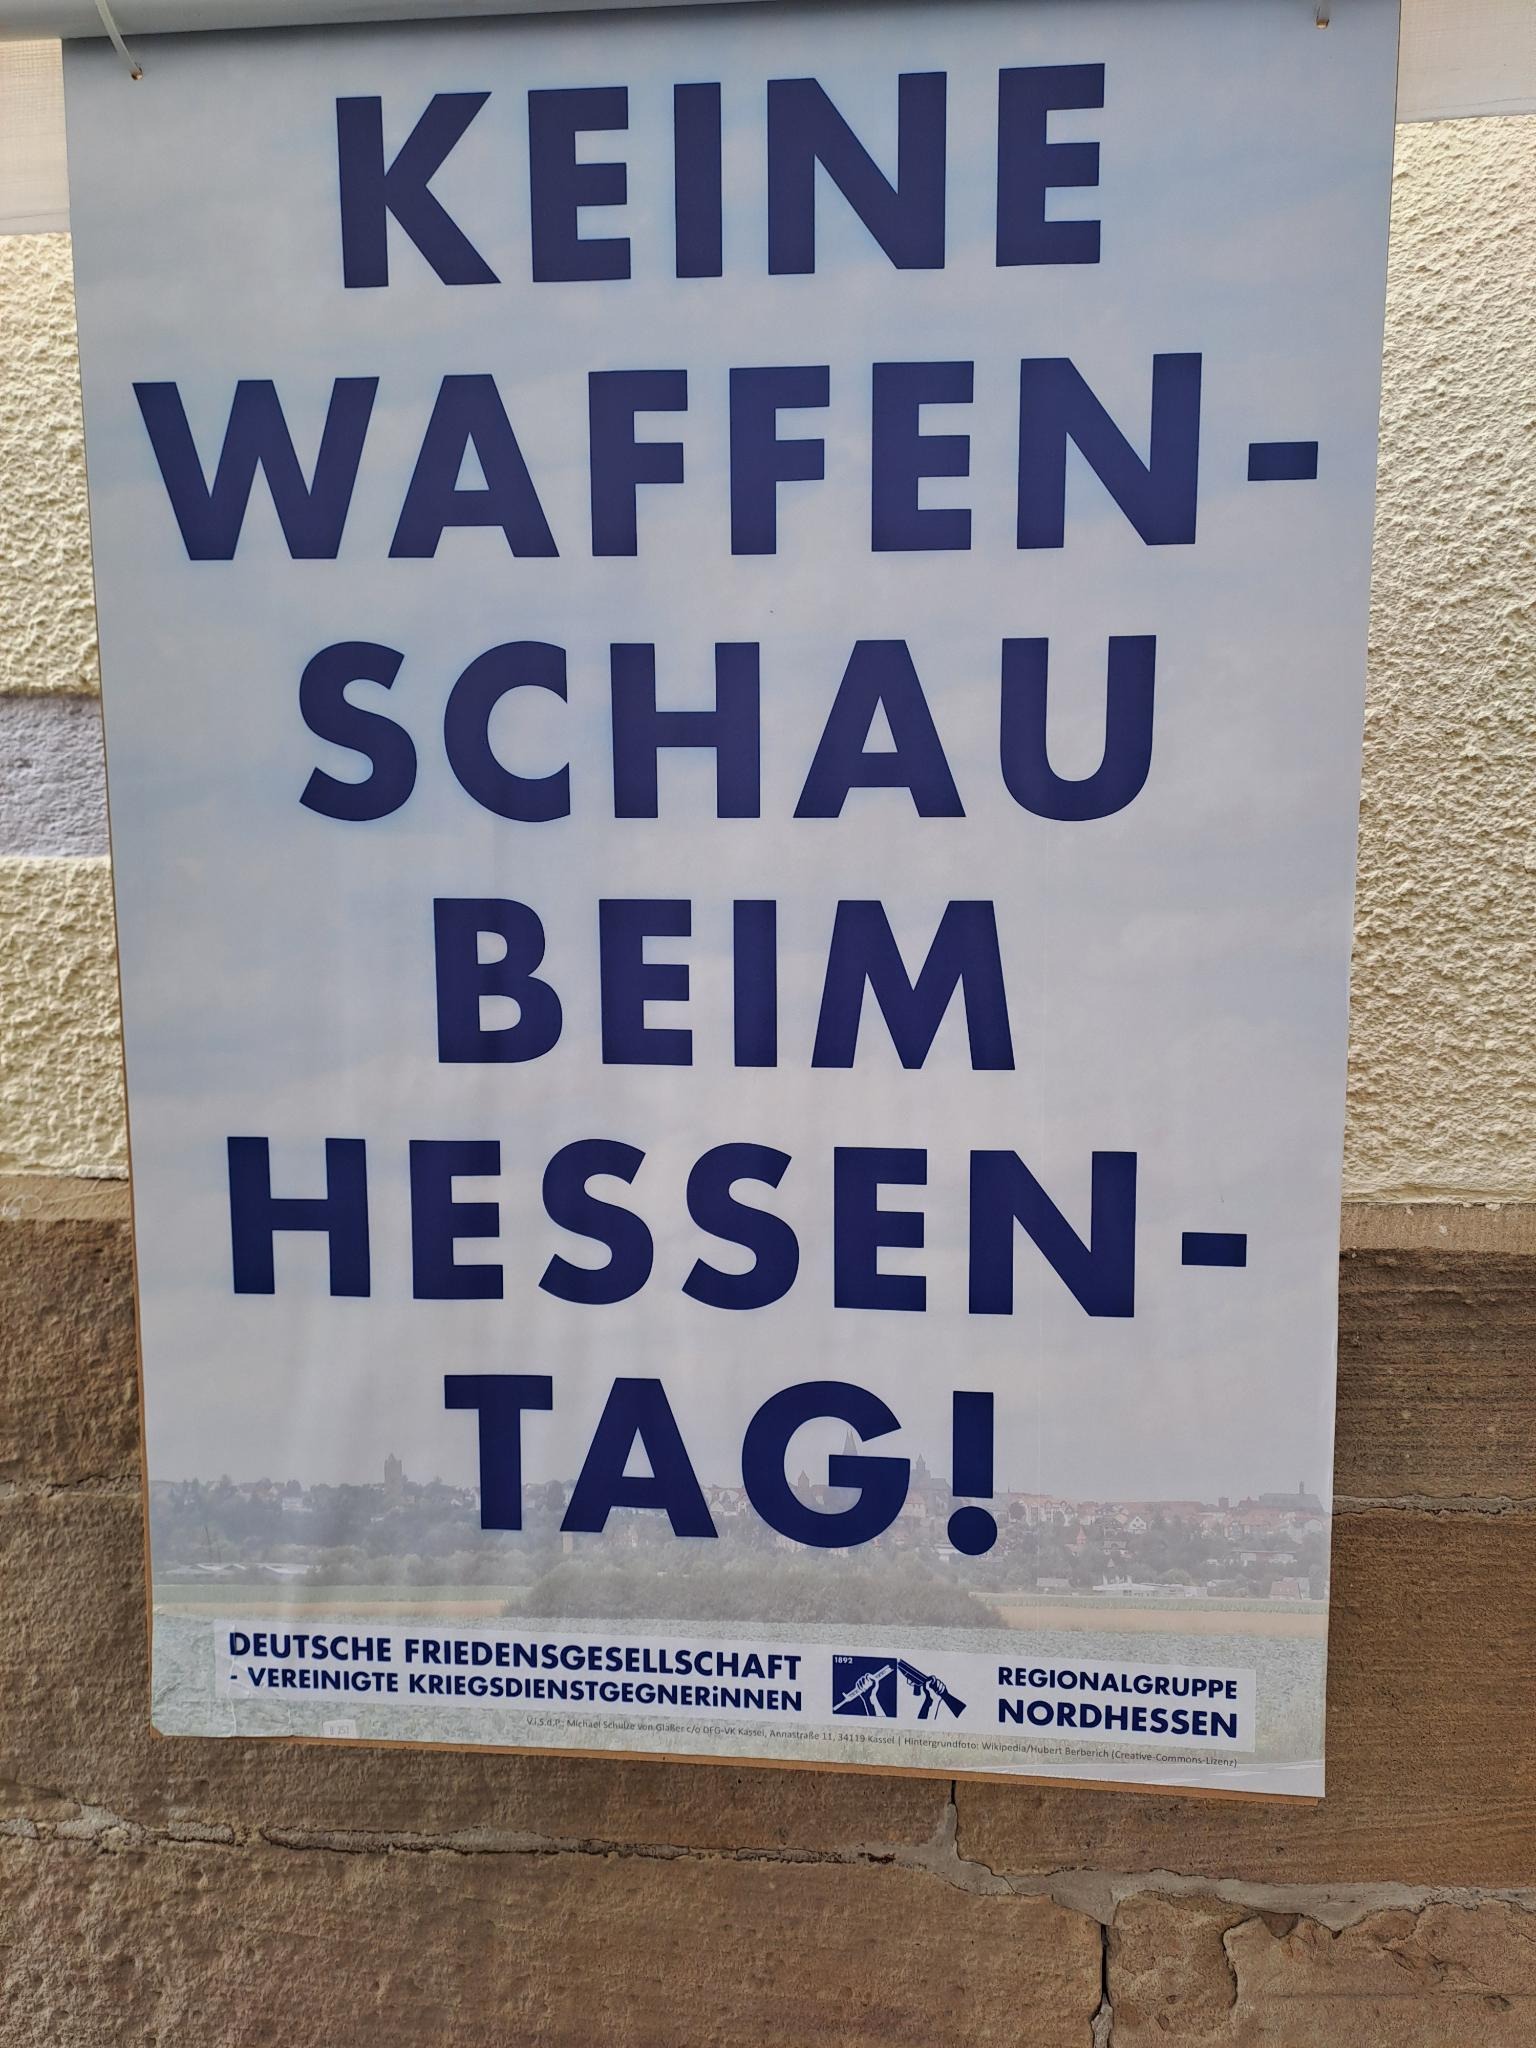 KEINE
WAFFEN-
SCHAU
BEIM
HESSEN-
TAG!
DEUTSCHE FRIEDENSGESELLSCHAFT
- VEREINIGTE KRIEGSDIENSTGEGNERiNNEN
1892
REGIONALGRUPPE
NORDHESSEN
V.i.S.d.P.: Michael Schulze von Glaßer c/o DFG-VK Kassel, Annastraße 11, 34119 Kassel | Hintergrundfoto: Wikipedia/Hubert Berberich (Creative-Commons-Lizenz)